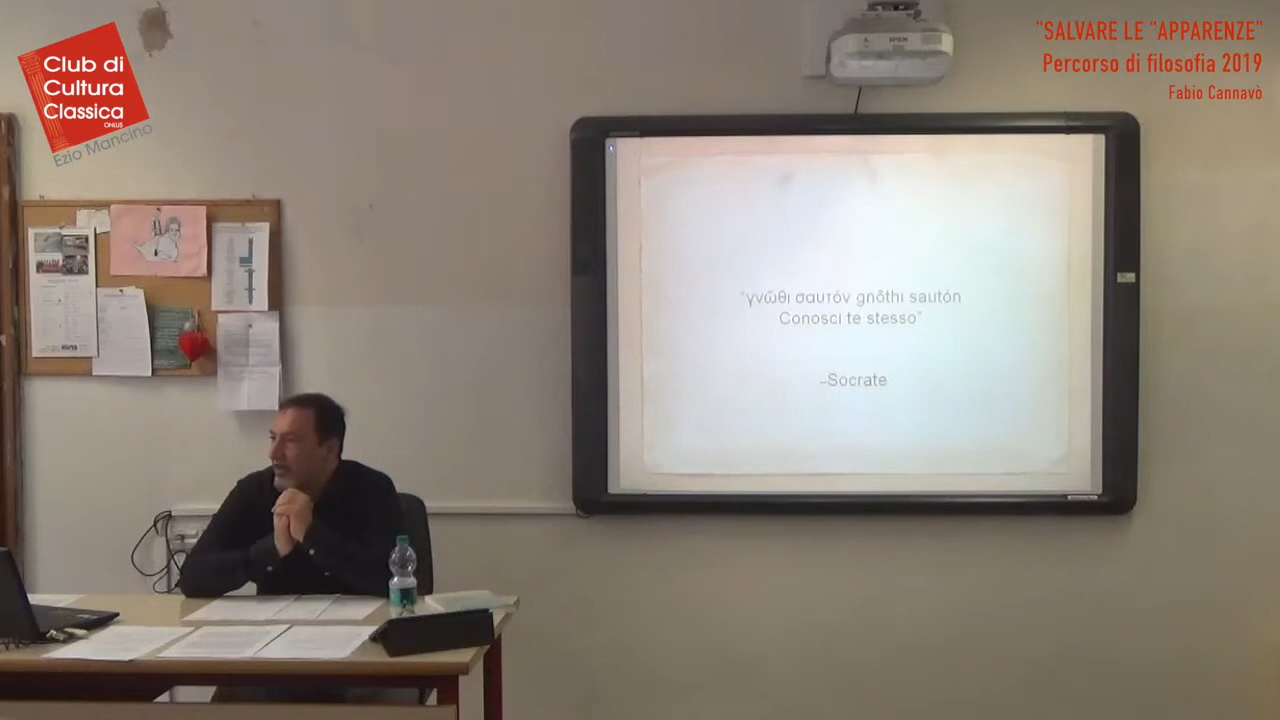 Club di
Cultura
Classica
ONLUS
Ezio Mancino
"SALVARE LE "APPARENZE"
Percorso di filosofia 2019
Fabio Cannavò
EPSON
"γνῶθι σαυτόν gnōthi sautón
Conosci te stesso"
–Socrate